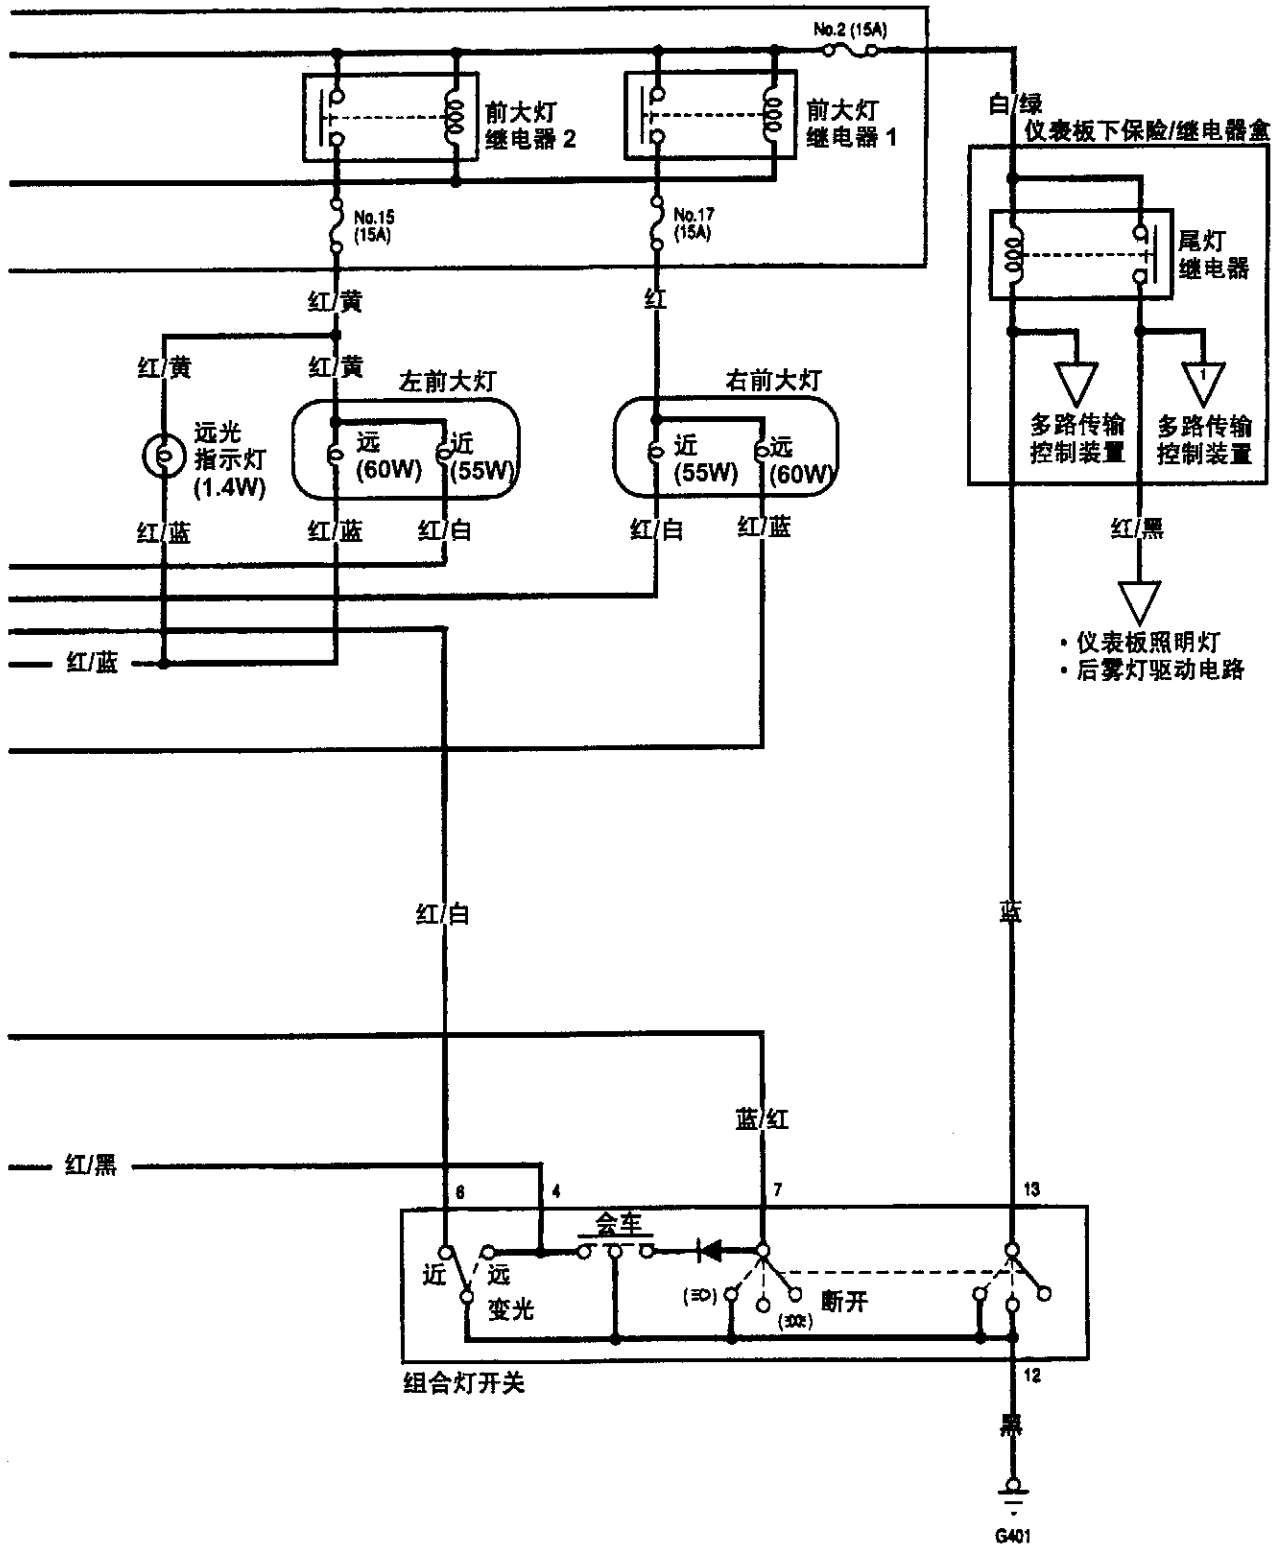 No.2 (15A)
白/绿
仪表板下保险/继电器盒
前大灯
继电器 2
前大灯
继电器 1
No.15
(15A)
No.17
(15A)
尾灯
继电器
红/黄
红
红/黄
红/黄
左前大灯
右前大灯
1
远光
指示灯
(1.4W)
远
(60W)
近
(55W)
近
(55W)
远
(60W)
多路传输
控制装置
多路传输
控制装置
红/蓝
红/蓝
红/白
红/白
红/蓝
红/黑
·仪表板照明灯
·后雾灯驱动电路
红/蓝
红/白
蓝
蓝/红
红/黑
6
4
7
13
会车
近
远
变光
断开
组合灯开关
12
黑
G401